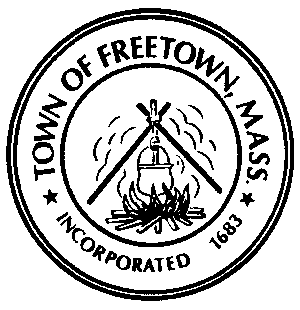 TOWN OF FREETOWN, MASS.
INCORPORATED 1683